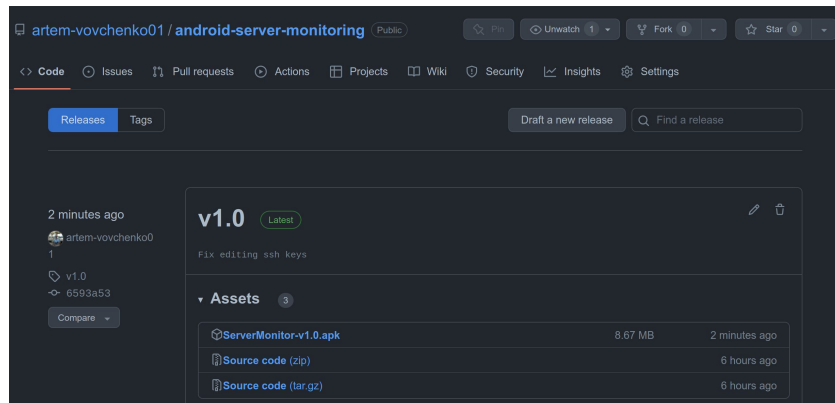 artem-vovchenko01 / android-server-monitoring Public Pin Unwatch 1 Fork 0 Star 0
<> Code Issues Pull requests Actions Projects Wiki Security Insights Settings
Releases Tags Draft a new release Find a release
2 minutes ago
artem-vovchenko0
1
v1.0
6593a53
Compare
v1.0 Latest
Fix editing ssh keys
Assets 3
ServerMonitor-v1.0.apk 8.67 MB 2 minutes ago
Source code (zip) 6 hours ago
Source code (tar.gz) 6 hours ago